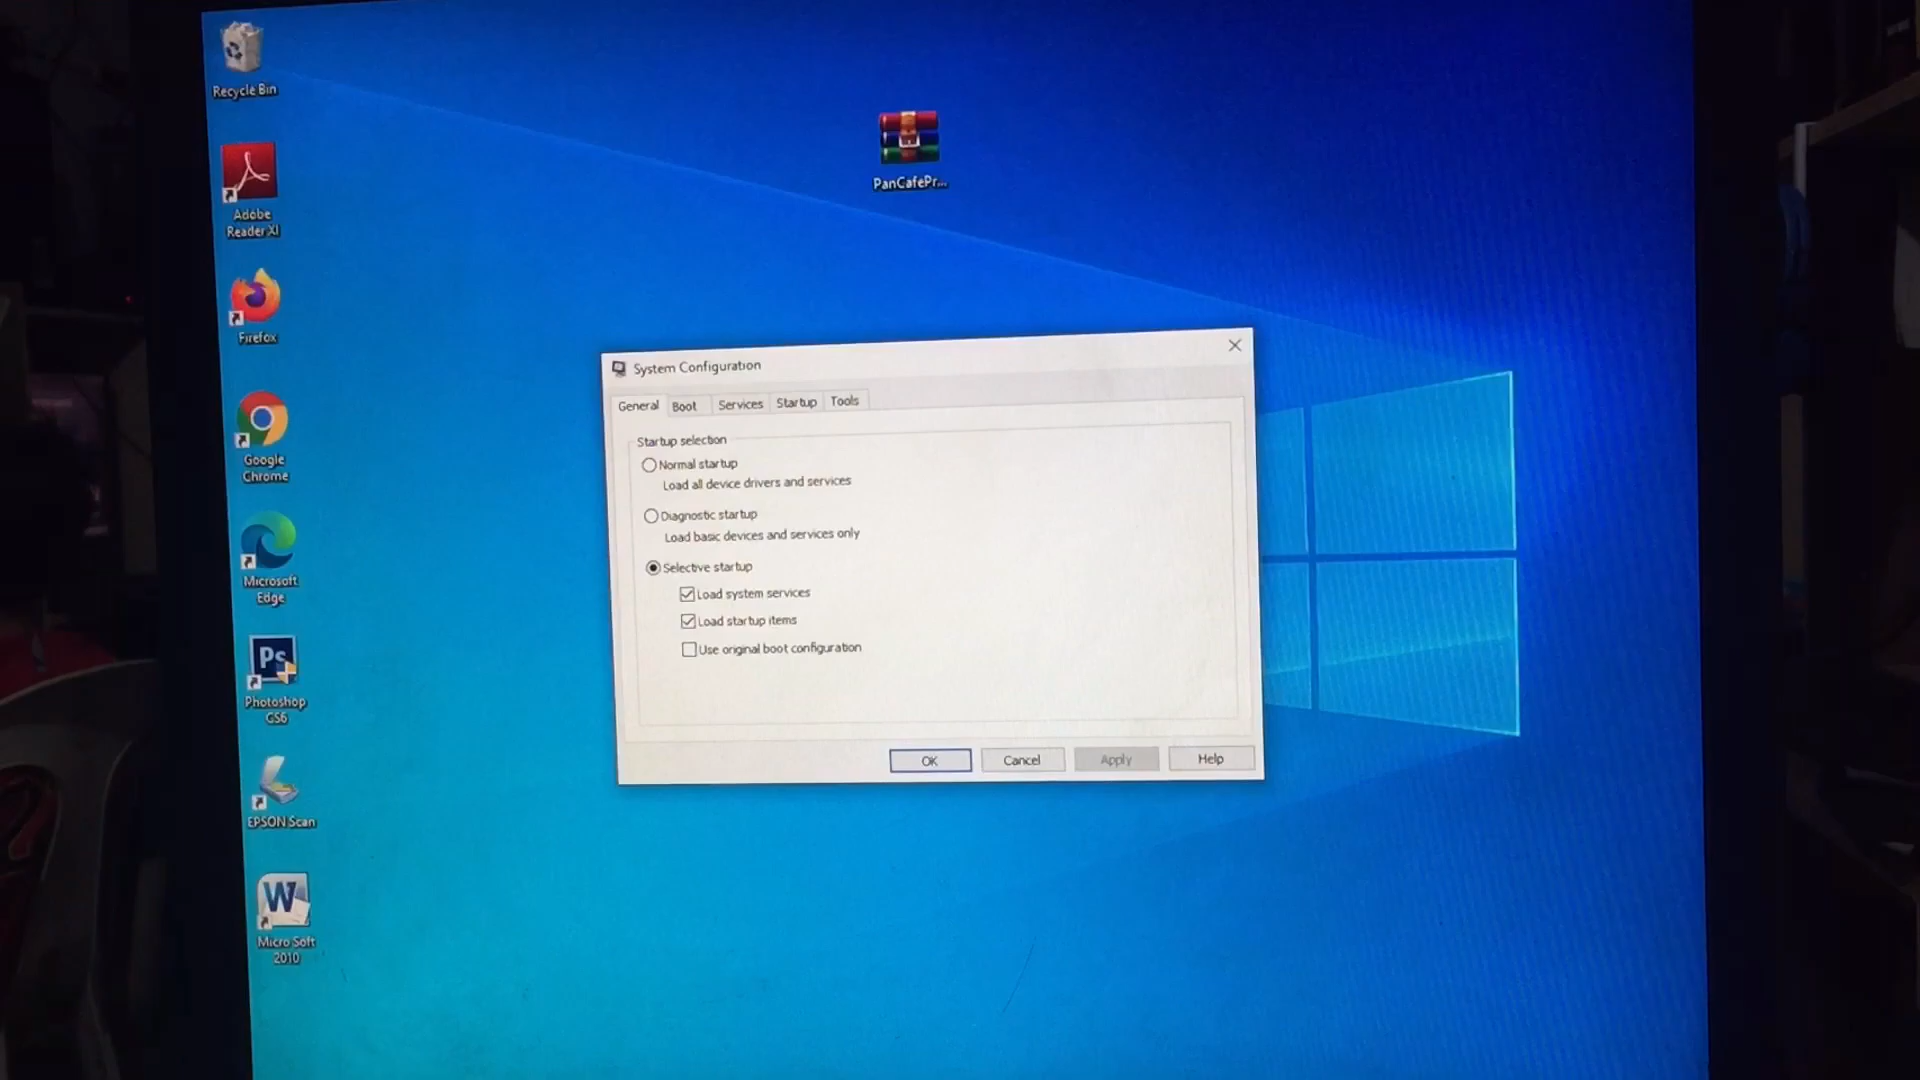 Recycle Bin
Adobe
Reader XI
Firefox
Google
Chrome
Microsoft
Edge
Ps
Photoshop
CS6
EPSON Scan
W
Micro Soft
2010
PanCafePr...
System Configuration
General Boot Services Startup Tools
Startup selection
Normal startup
Load all device drivers and services
Diagnostic startup
Load basic devices and services only
Selective startup
Load system services
Load startup items
Use original boot configuration
OK Cancel Apply Help